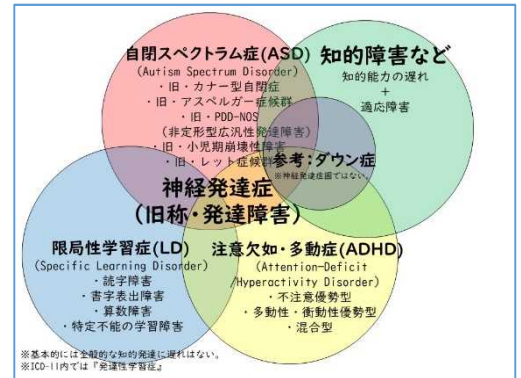 自閉スペクトラム症(ASD)
(Autism Spectrum Disorder)
・旧・カナー型自閉症
・旧・アスペルガー症候群
・旧・PDD-NOS
(非定形型広汎性発達障害)
・旧・小児期崩壊性障害
・旧・レット症候群
知的障害など
知的能力の遅れ
+
適応障害
参考:ダウン症
※神経発達症圏ではない。
神経発達症
(旧称・発達障害)
限局性学習症(LD)
(Specific Learning Disorder)
・読字障害
・書字表出障害
・算数障害
・特定不能の学習障害
注意欠如・多動症(ADHD)
(Attention-Deficit
/Hyperactivity Disorder)
・不注意優勢型
・多動性・衝動性優勢型
・混合型
※基本的には全般的な知的発達に遅れはない。
※ICD-11内では『発達性学習症』